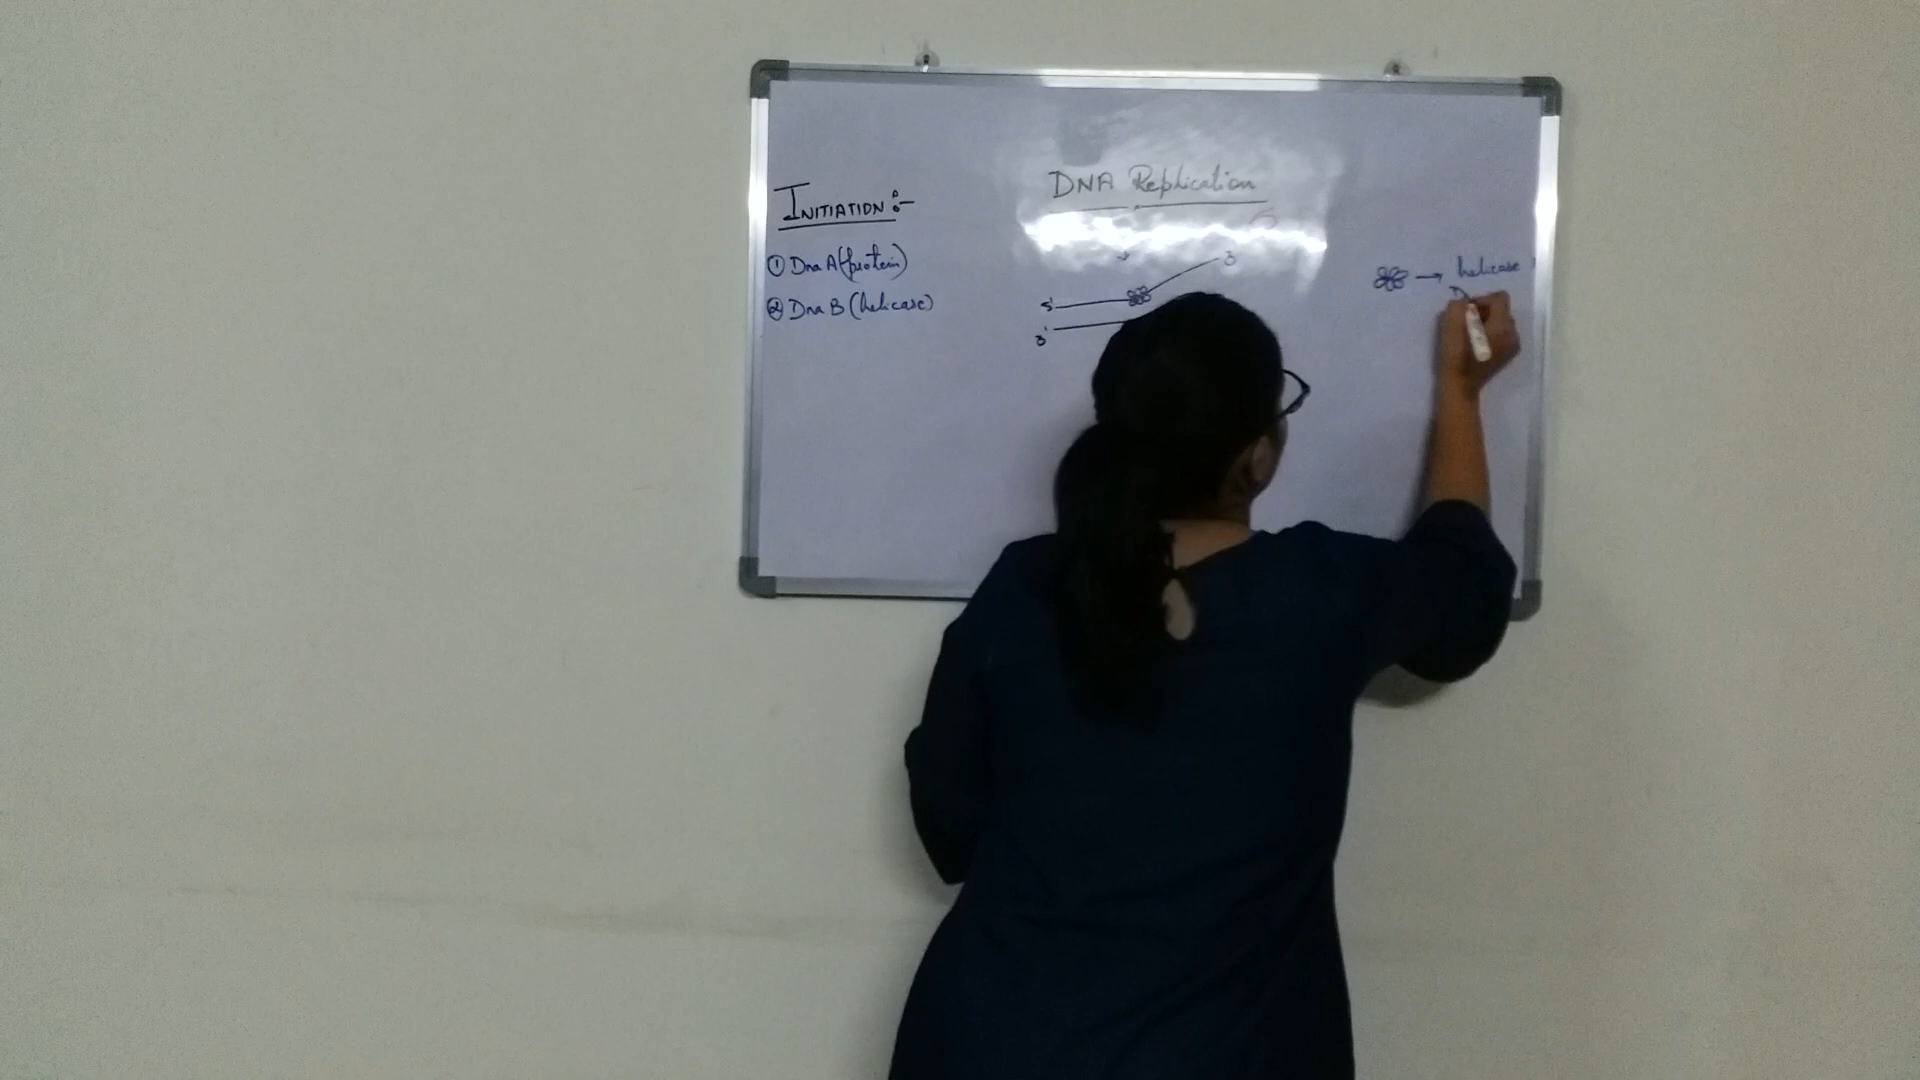 DNA Replication
INITIATION :-
① Dna A (protein)
② Dna B (helicase)
3'
5'
3'
→ helicase